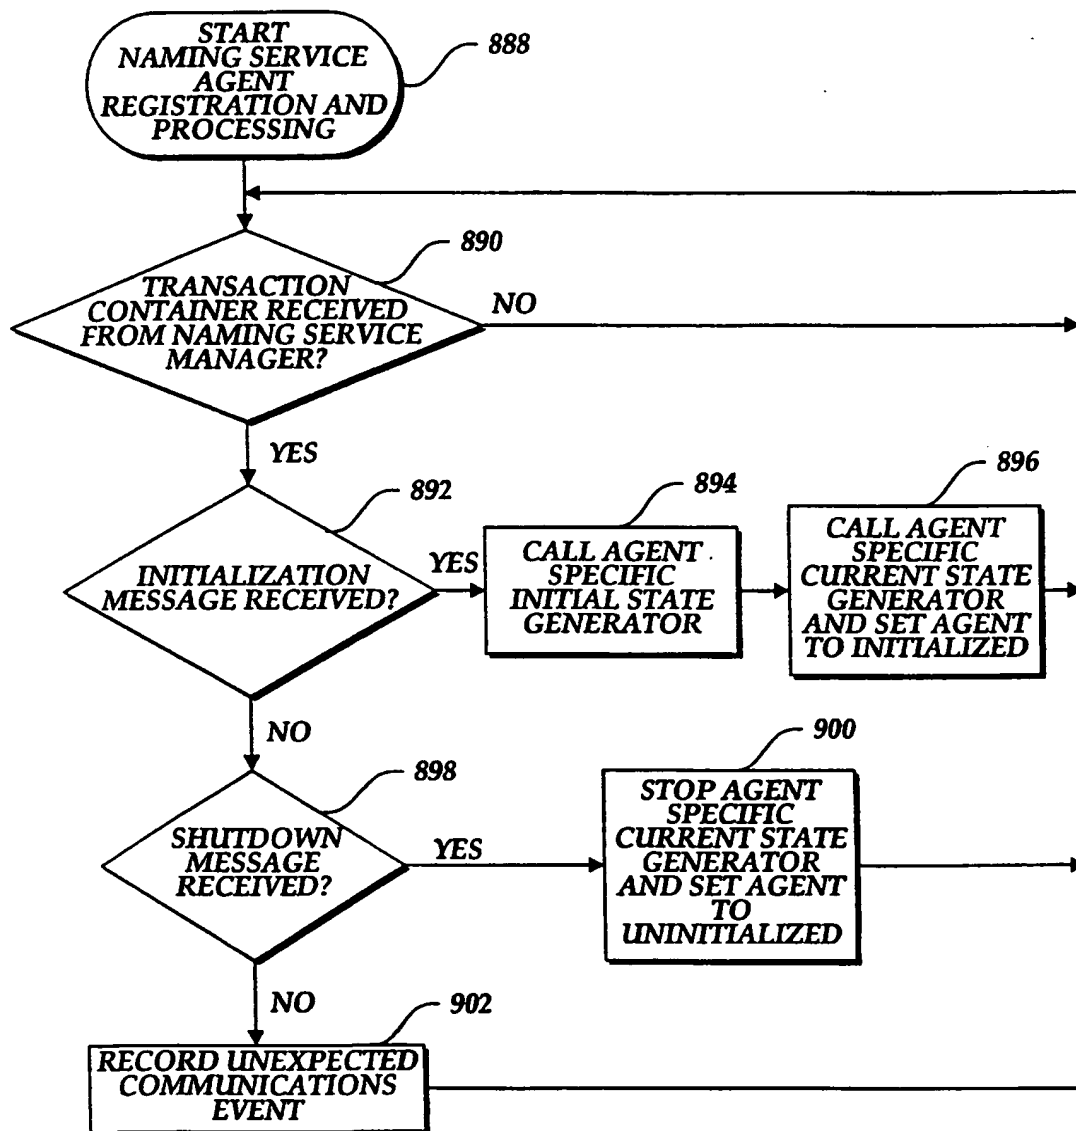 START
NAMING SERVICE
AGENT
REGISTRATION AND
PROCESSING
888
890
TRANSACTION
CONTAINER RECEIVED
FROM NAMING SERVICE
MANAGER?
NO
YES
892
INITIALIZATION
MESSAGE RECEIVED?
YES
894
CALL AGENT
SPECIFIC
INITIAL STATE
GENERATOR
896
CALL AGENT
SPECIFIC
CURRENT STATE
GENERATOR
AND SET AGENT
TO INITIALIZED
NO
898
SHUTDOWN
MESSAGE
RECEIVED?
YES
900
STOP AGENT
SPECIFIC
CURRENT STATE
GENERATOR
AND SET AGENT
TO
UNINITIALIZED
NO
902
RECORD UNEXPECTED
COMMUNICATIONS
EVENT